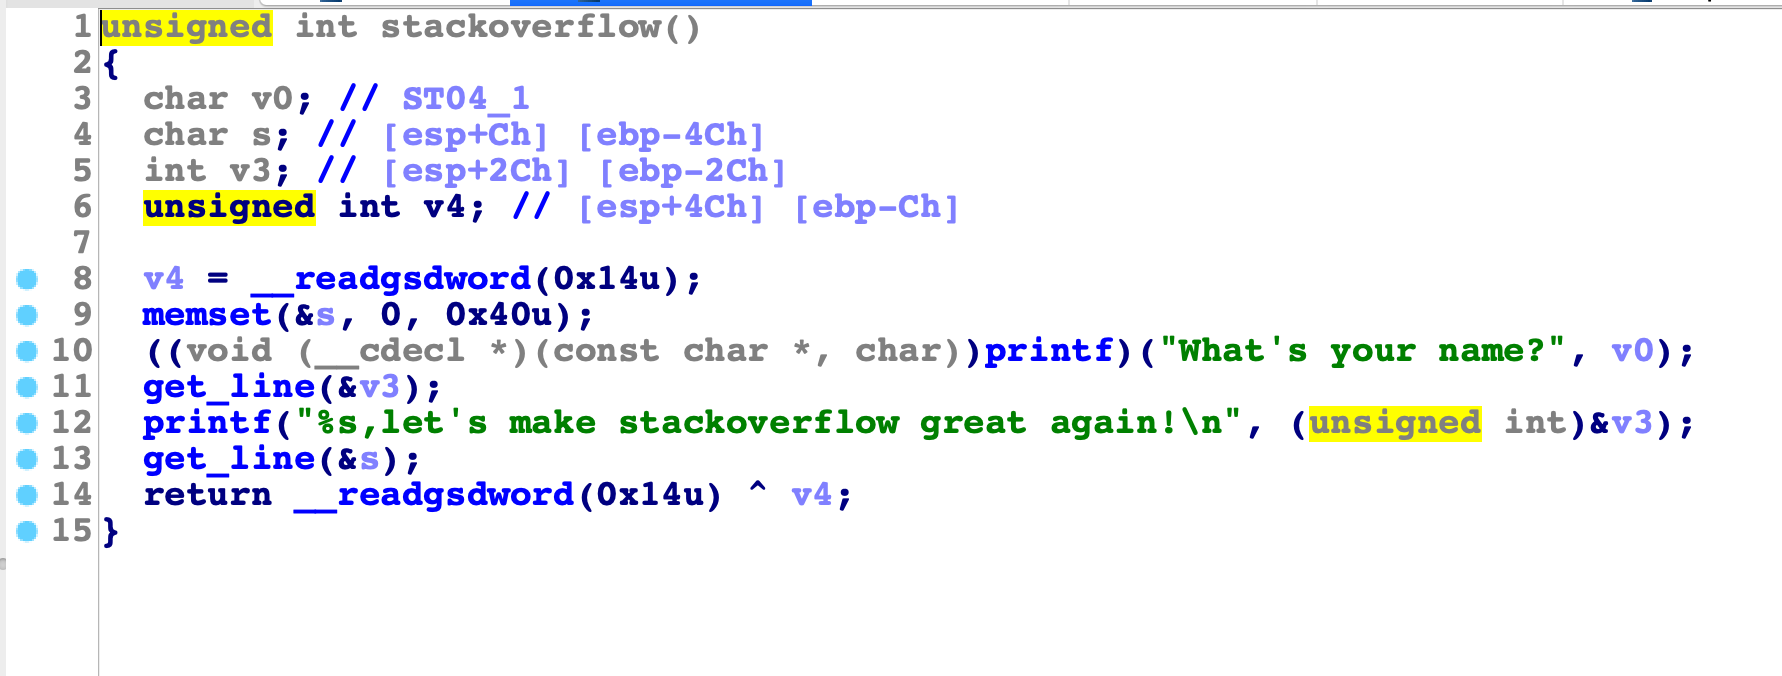 1 unsigned int stackoverflow()
2 {
3   char v0; // ST04_1
4   char s; // [esp+Ch] [ebp-4Ch]
5   int v3; // [esp+2Ch] [ebp-2Ch]
6   unsigned int v4; // [esp+4Ch] [ebp-Ch]
7
8   v4 = __readgsdword(0x14u);
9   memset(&s, 0, 0x40u);
10   ((void (__cdecl *)(const char *, char))printf)("What's your name?", v0);
11   get_line(&v3);
12   printf("%s,let's make stackoverflow great again!\n", (unsigned int)&v3);
13   get_line(&s);
14   return __readgsdword(0x14u) ^ v4;
15 }